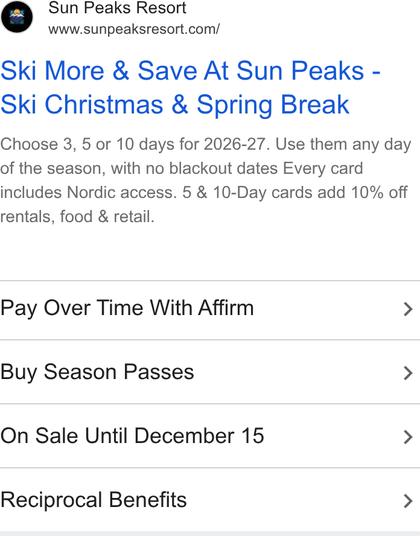 Sun Peaks Resort
www.sunpeaksresort.com/
Ski More & Save At Sun Peaks -
Ski Christmas & Spring Break
Choose 3, 5 or 10 days for 2026-27. Use them any day
of the season, with no blackout dates Every card
includes Nordic access. 5 & 10-Day cards add 10% off
rentals, food & retail.
Pay Over Time With Affirm
Buy Season Passes
On Sale Until December 15
Reciprocal Benefits